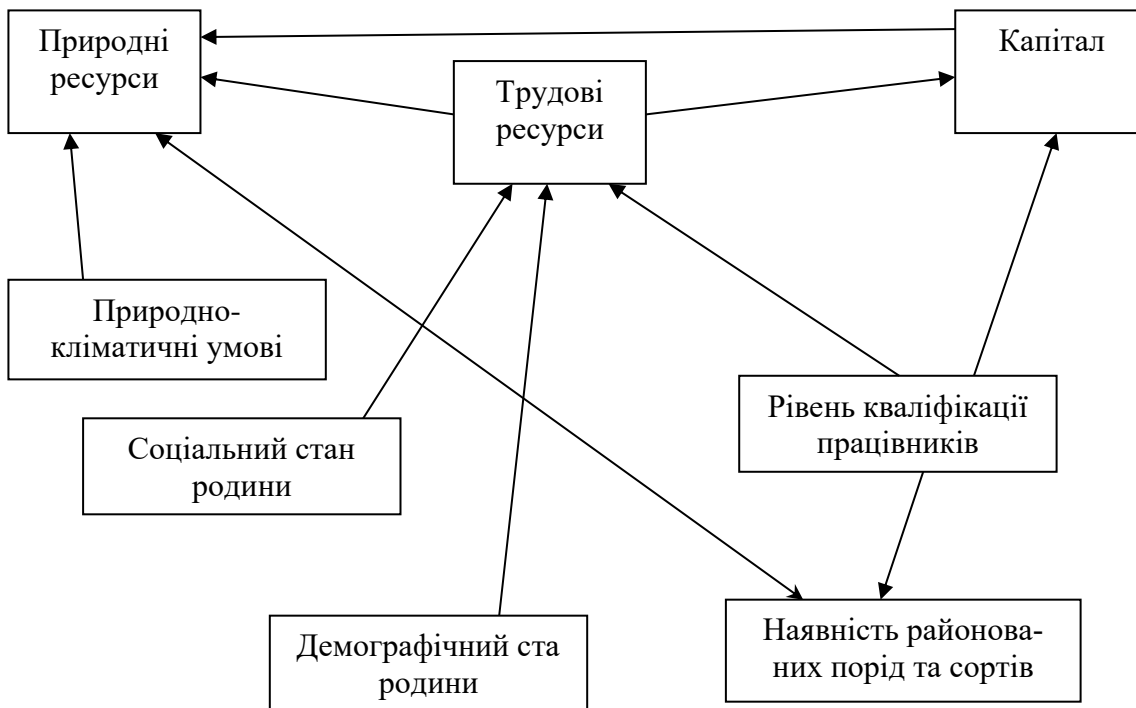 Природні
ресурси
Трудові
ресурси
Капітал
Природно-
кліматичні умові
Соціальний стан
родини
Рівень кваліфікації
працівників
Демографічний ста
родини
Наявність районова-
них порід та сортів